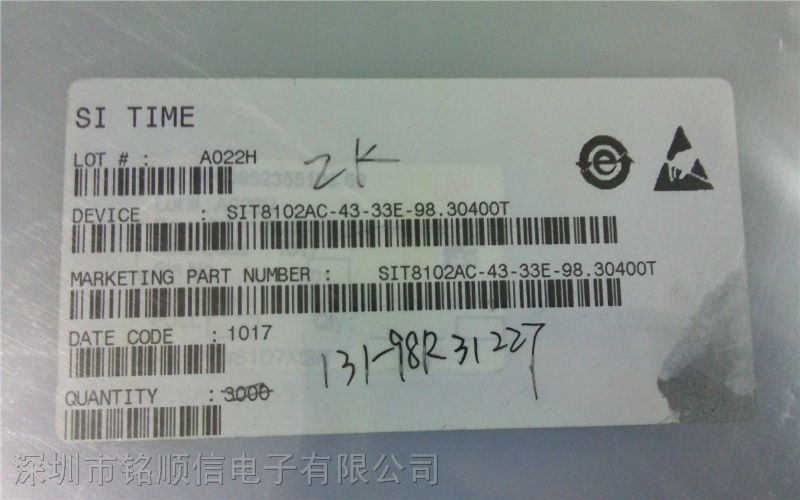 SI TIME
LOT # : A022H
2K
DEVICE : SIT8102AC-43-33E-98.30400T
MARKETING PART NUMBER : SIT8102AC-43-33E-98.30400T
DATE CODE : 1017
131-98R31227
QUANTITY : 3000
深圳市铭顺信电子有限公司